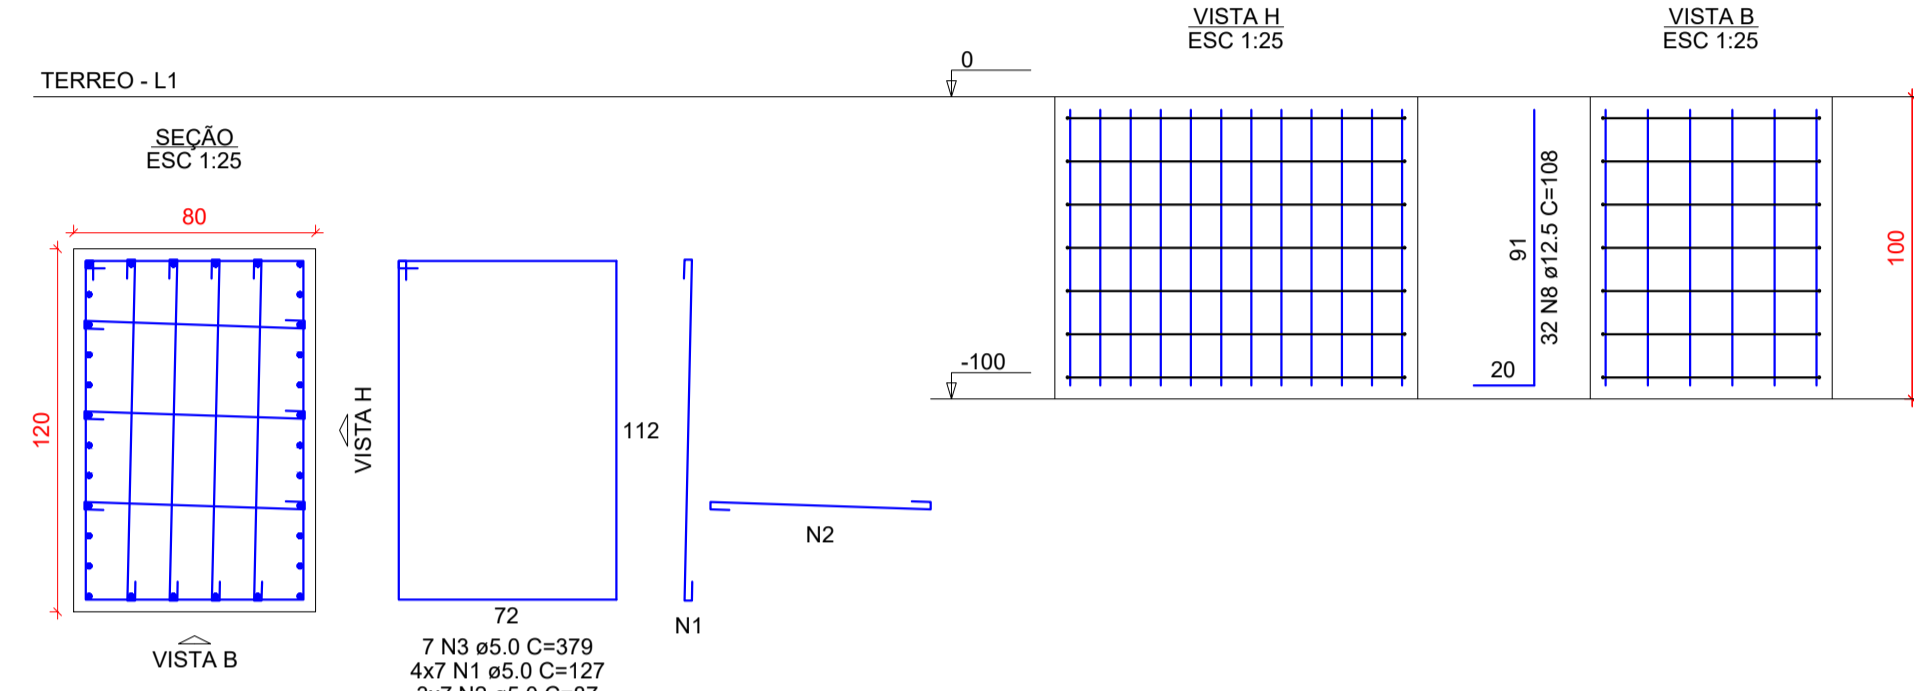 VISTA H
ESC 1:25
VISTA B
ESC 1:25
0
TERREO - L1
SEÇÃO
ESC 1:25
80
120
VISTA H
VISTA B
112
72
7 N3 ø5.0 C=379
4x7 N1 ø5.0 C=127
N1
N2
-100
91
32 N8 ø12.5 C=108
20
100